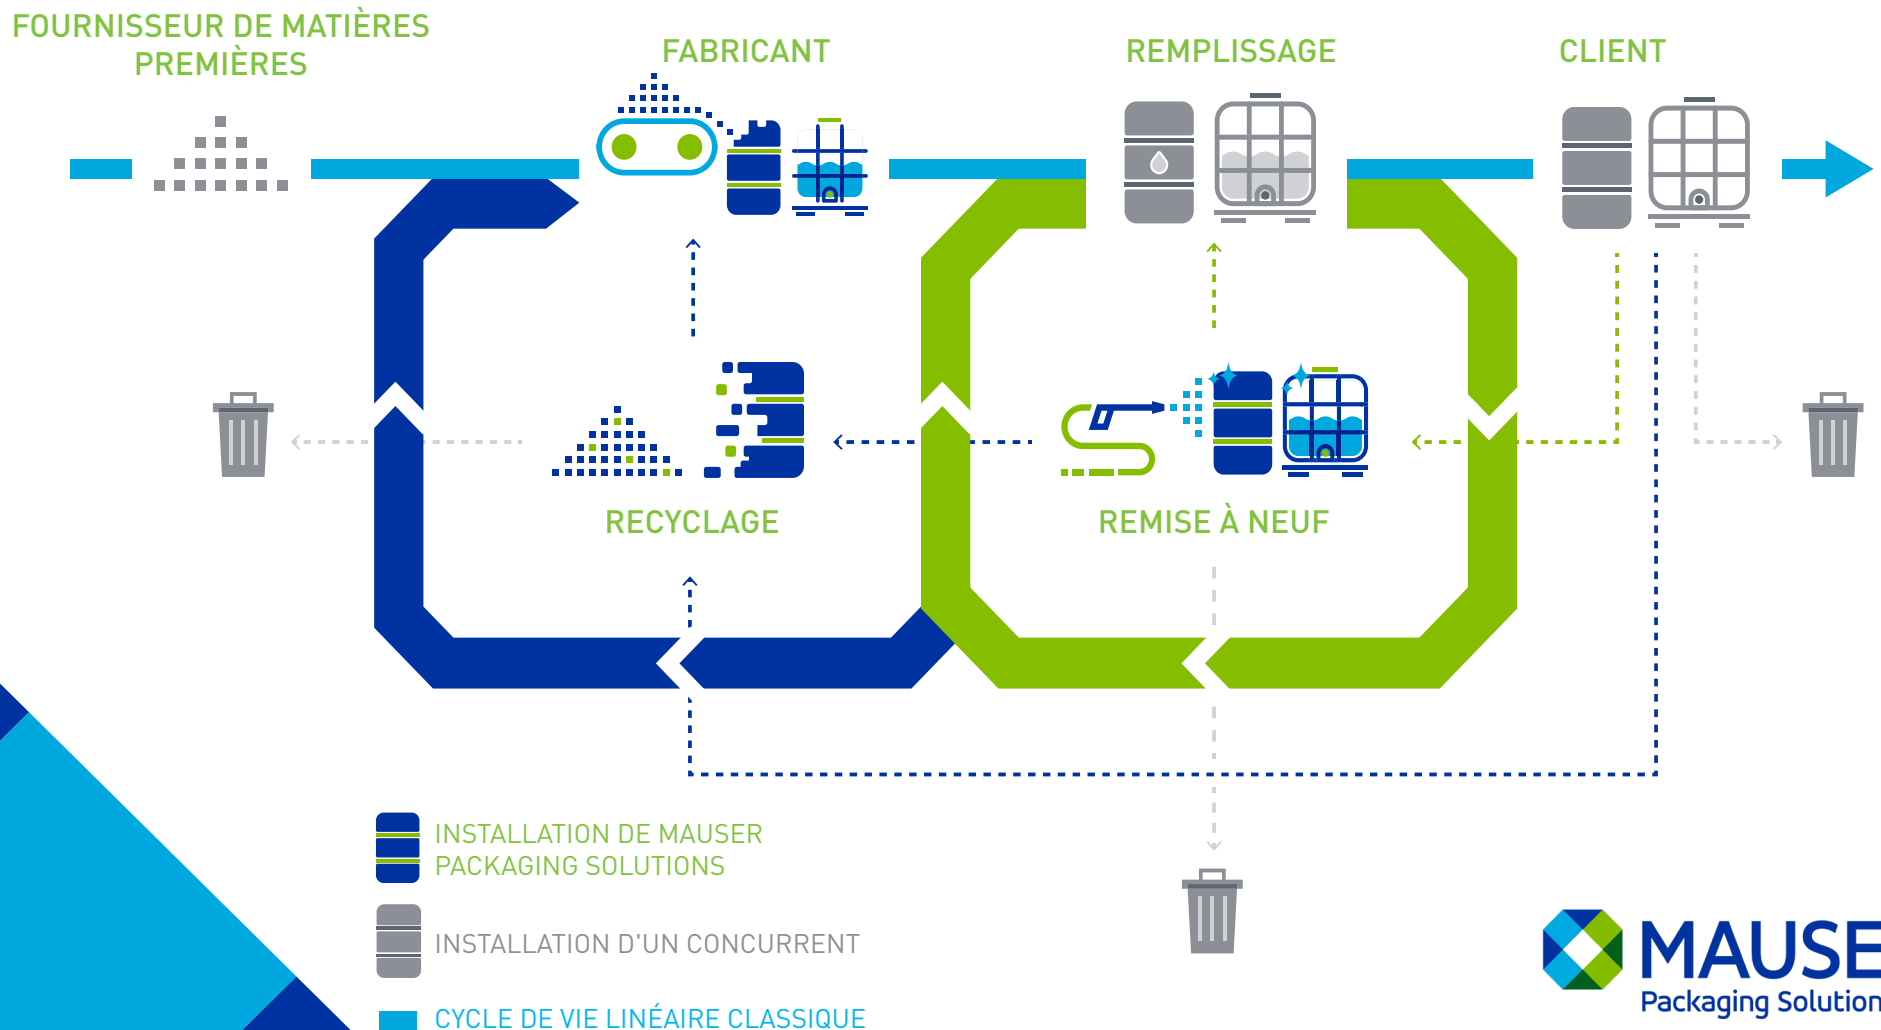 FOURNISSEUR DE MATIÈRES
PREMIÈRES
FABRICANT
REMPLISSAGE
CLIENT
RECYCLAGE
REMISE À NEUF
INSTALLATION DE MAUSER
PACKAGING SOLUTIONS
INSTALLATION D'UN CONCURRENT
CYCLE DE VIE LINÉAIRE CLASSIQUE
MAUSE
Packaging Solution